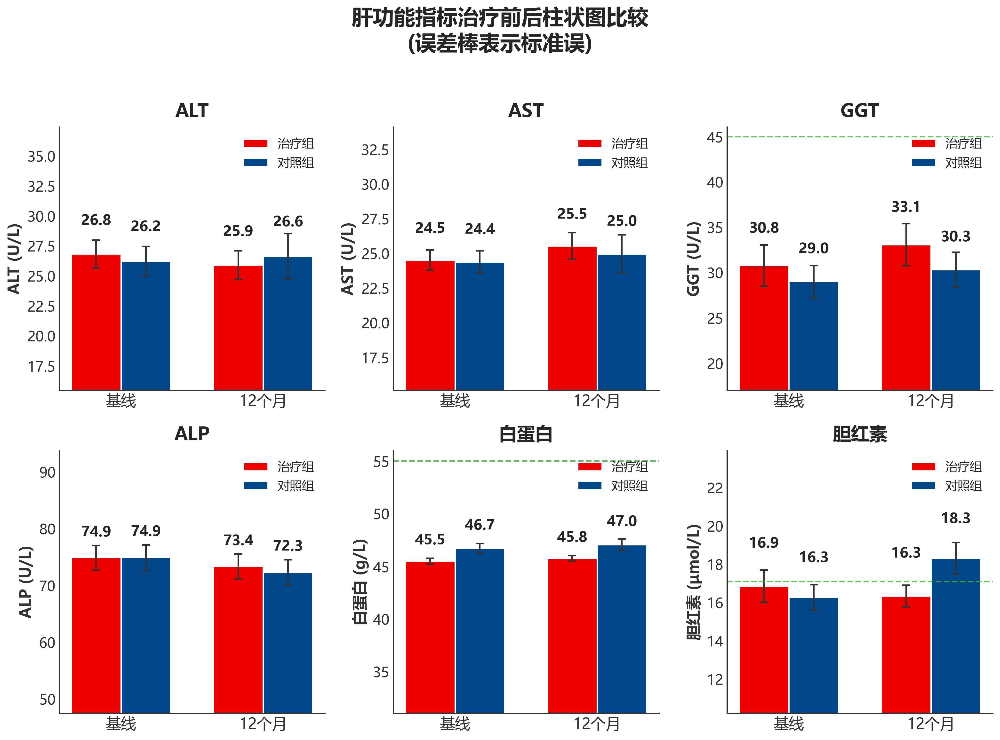 肝功能指标治疗前后柱状图比较
(误差棒表示标准误)
ALT
ALT (U/L)
35.0
32.5
30.0
27.5
25.0
22.5
20.0
17.5
治疗组
对照组
26.8
26.2
25.9
26.6
基线
12个月
AST
AST (U/L)
32.5
30.0
27.5
25.0
22.5
20.0
17.5
治疗组
对照组
24.5
24.4
25.5
25.0
基线
12个月
GGT
GGT (U/L)
45
40
35
30
25
20
治疗组
对照组
30.8
29.0
33.1
30.3
基线
12个月
ALP
ALP (U/L)
90
80
70
60
50
治疗组
对照组
74.9
74.9
73.4
72.3
基线
12个月
白蛋白
白蛋白 (g/L)
55
50
45
40
35
治疗组
对照组
45.5
46.7
45.8
47.0
基线
12个月
胆红素
胆红素 (μmol/L)
22
20
18
16
14
12
治疗组
对照组
16.9
16.3
16.3
18.3
基线
12个月